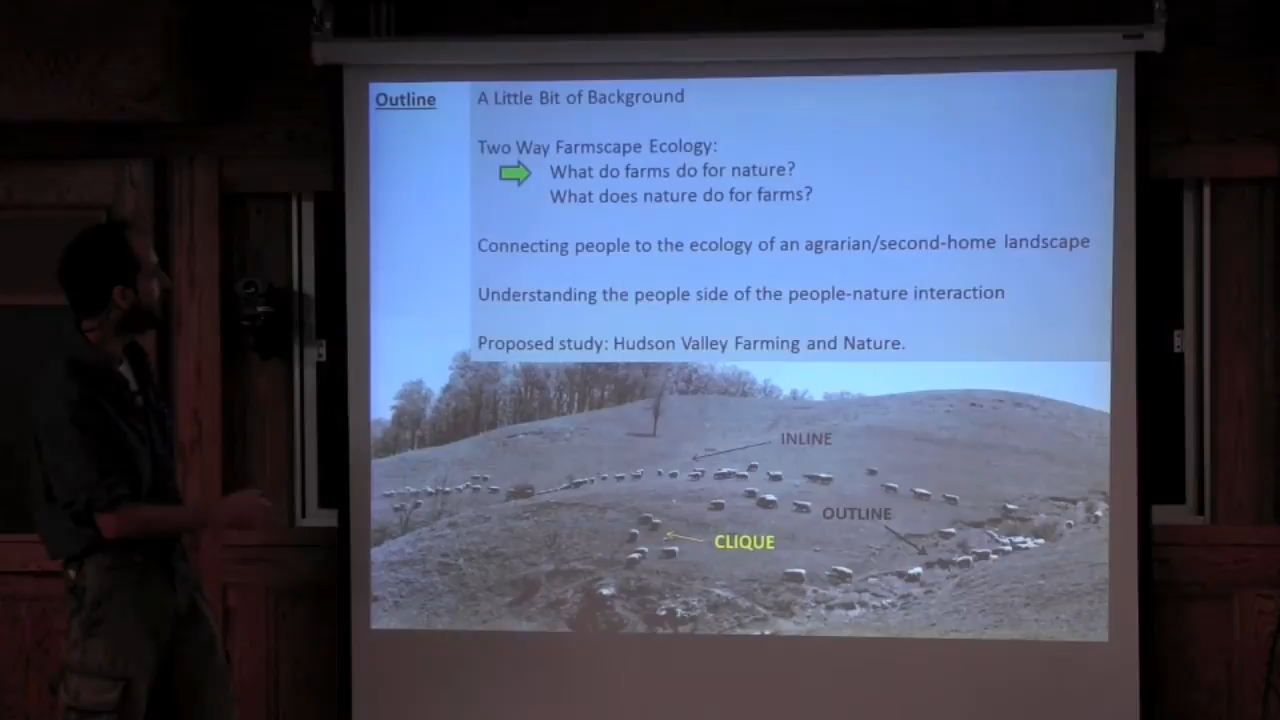 Outline
A Little Bit of Background
Two Way Farmscape Ecology:
What do farms do for nature?
What does nature do for farms?
Connecting people to the ecology of an agrarian/second-home landscape
Understanding the people side of the people-nature interaction
Proposed study: Hudson Valley Farming and Nature.
INLINE
OUTLINE
CLIQUE